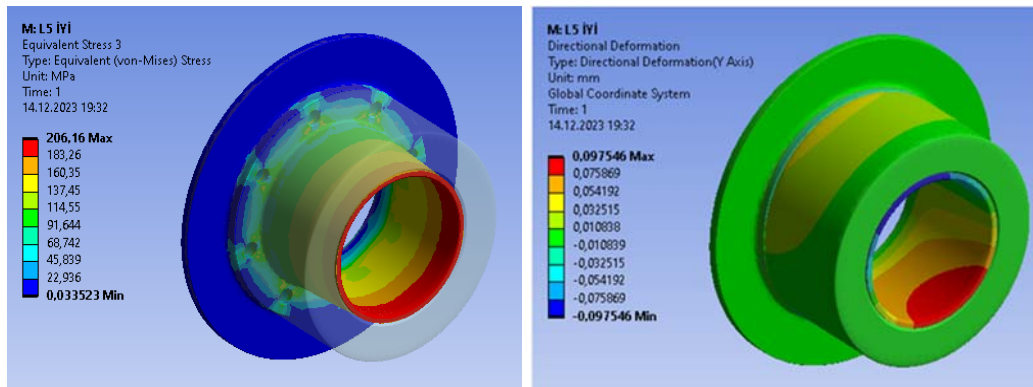 M: L5 İYİ
Equivalent Stress 3
Type: Equivalent (von-Mises) Stress
Unit: MPa
Time: 1
14.12.2023 19:32
206,16 Max
183,26
160,35
137,45
114,55
91,644
68,742
45,839
22,936
0,033523 Min
M: L5 İYİ
Directional Deformation
Type: Directional Deformation(Y Axis)
Unit: mm
Global Coordinate System
Time: 1
14.12.2023 19:32
0,097546 Max
0,075869
0,054192
0,032515
0,010838
-0,010839
-0,032515
-0,054192
-0,075869
-0,097546 Min